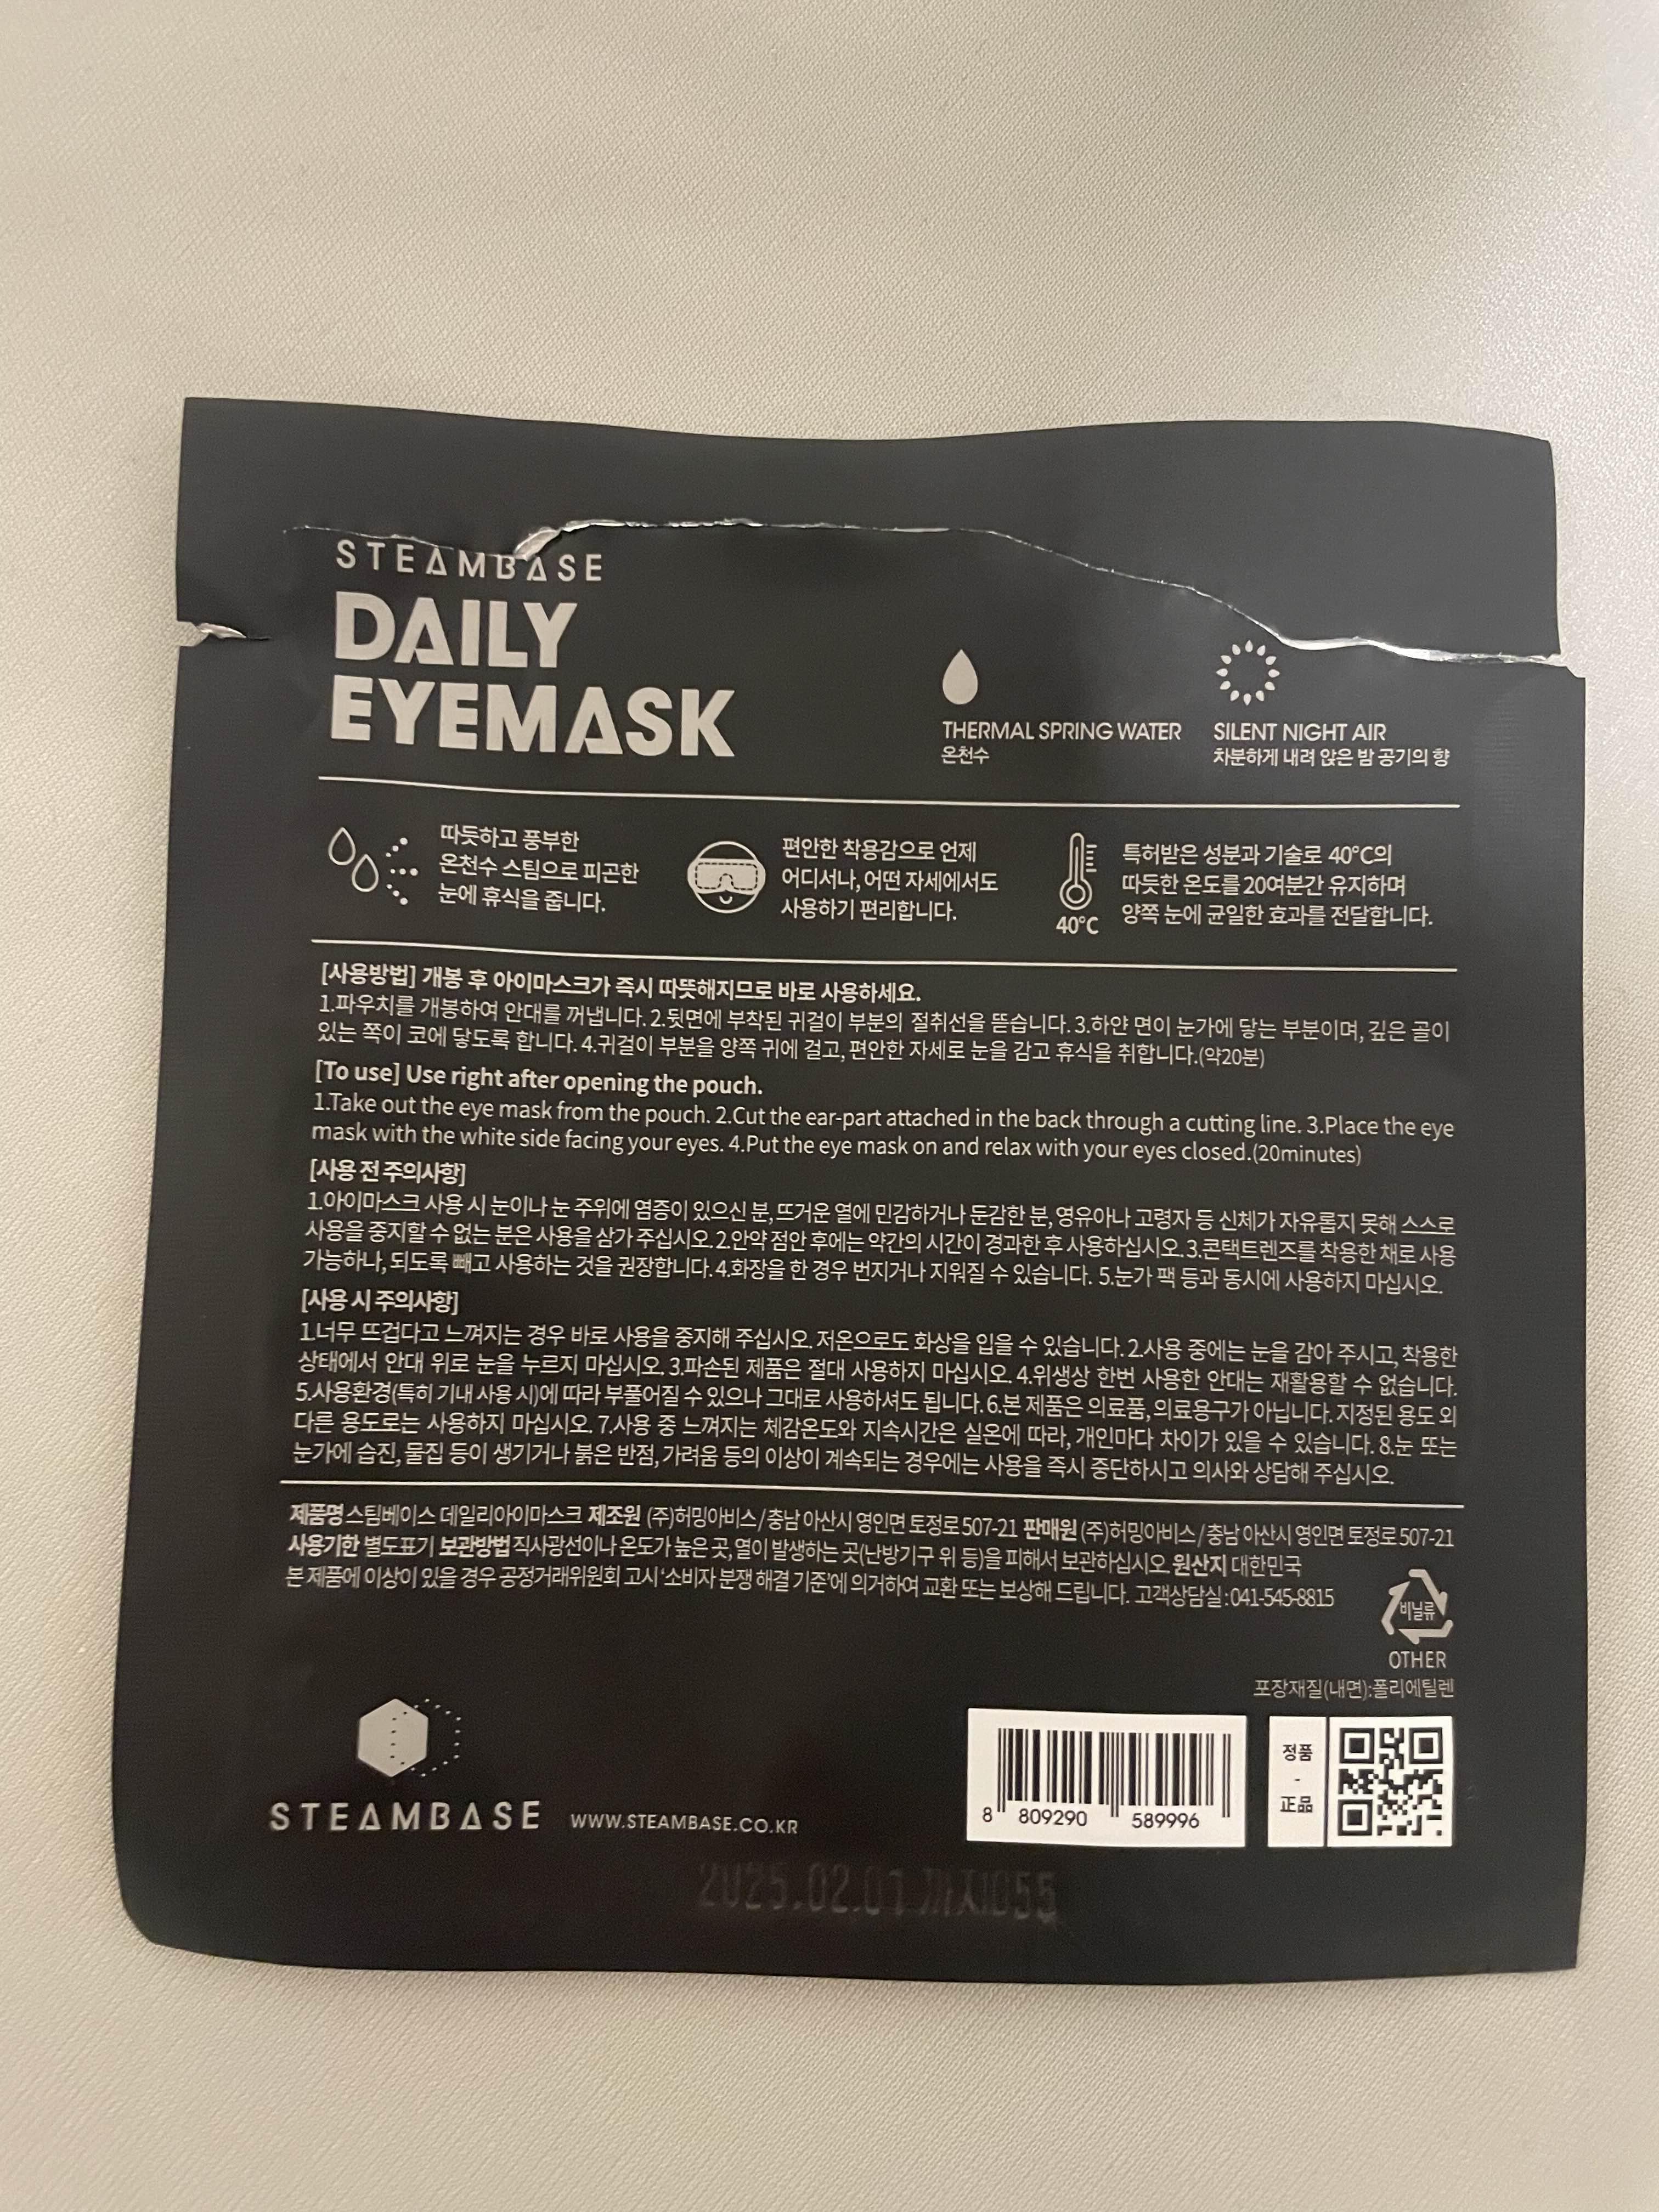 STEAMBASE
DAILY
EYEMASK
THERMAL SPRING WATER
온천수
SILENT NIGHT AIR
차분하게 내려 앉은 밤 공기의 향
따듯하고 풍부한
온천수 스팀으로 피곤한
눈에 휴식을 줍니다.
편안한 착용감으로 언제
어디서나, 어떤 자세에서도
사용하기 편리합니다.
40°C
특허받은 성분과 기술로 40°C의
따듯한 온도를 20여분간 유지하며
양쪽 눈에 균일한 효과를 전달합니다.
[사용방법] 개봉 후 아이마스크가 즉시 따뜻해지므로 바로 사용하세요.
1.파우치를 개봉하여 안대를 꺼냅니다. 2.뒷면에 부착된 귀걸이 부분의 절취선을 뜯습니다. 3.하얀 면이 눈가에 닿는 부분이며, 깊은 골이
있는 쪽이 코에 닿도록 합니다. 4.귀걸이 부분을 양쪽 귀에 걸고, 편안한 자세로 눈을 감고 휴식을 취합니다.(약20분)
[To use] Use right after opening the pouch.
1.Take out the eye mask from the pouch. 2.Cut the ear-part attached in the back through a cutting line. 3.Place the eye
mask with the white side facing your eyes. 4.Put the eye mask on and relax with your eyes closed.(20minutes)
[사용 전 주의사항]
1.아이마스크 사용 시 눈이나 눈 주위에 염증이 있으신 분, 뜨거운 열에 민감하거나 둔감한 분, 영유아나 고령자 등 신체가 자유롭지 못해 스스로
사용을 중지할 수 없는 분은 사용을 삼가 주십시오. 2.안약 점안 후에는 약간의 시간이 경과한 후 사용하십시오. 3.콘택트렌즈를 착용한 채로 사용
가능하나, 되도록 빼고 사용하는 것을 권장합니다. 4.화장을 한 경우 번지거나 지워질 수 있습니다. 5.눈가 팩 등과 동시에 사용하지 마십시오.
[사용 시 주의사항]
1.너무 뜨겁다고 느껴지는 경우 바로 사용을 중지해 주십시오. 저온으로도 화상을 입을 수 있습니다. 2.사용 중에는 눈을 감아 주시고, 착용한
상태에서 안대 위로 눈을 누르지 마십시오. 3.파손된 제품은 절대 사용하지 마십시오. 4.위생상 한번 사용한 안대는 재활용할 수 없습니다.
5.사용환경(특히 기내 사용 시)에 따라 부풀어질 수 있으나 그대로 사용하셔도 됩니다. 6.본 제품은 의료품, 의료용구가 아닙니다. 지정된 용도 외
다른 용도로는 사용하지 마십시오. 7.사용 중 느껴지는 체감온도와 지속시간은 실온에 따라, 개인마다 차이가 있을 수 있습니다. 8.눈 또는
눈가에 습진, 물집 등이 생기거나 붉은 반점, 가려움 등의 이상이 계속되는 경우에는 사용을 즉시 중단하시고 의사와 상담해 주십시오.
제품명 스팀베이스 데일리아이마스크 제조원 (주)허밍아비스 / 충남 아산시 영인면 토정로 507-21 판매원 (주)허밍아비스 / 충남 아산시 영인면 토정로 507-21
사용기한 별도표기 보관방법 직사광선이나 온도가 높은 곳, 열이 발생하는 곳(난방기구 위 등)을 피해서 보관하십시오. 원산지 대한민국
본 제품에 이상이 있을 경우 공정거래위원회 고시 '소비자 분쟁 해결 기준'에 의거하여 교환 또는 보상해 드립니다. 고객상담실 : 041-545-8815
비닐류
OTHER
포장재질(내면):폴리에틸렌
STEAMBASE
WWW.STEAMBASE.CO.KR
8 809290 589996
정품
-
正品
2025.02.01 까지